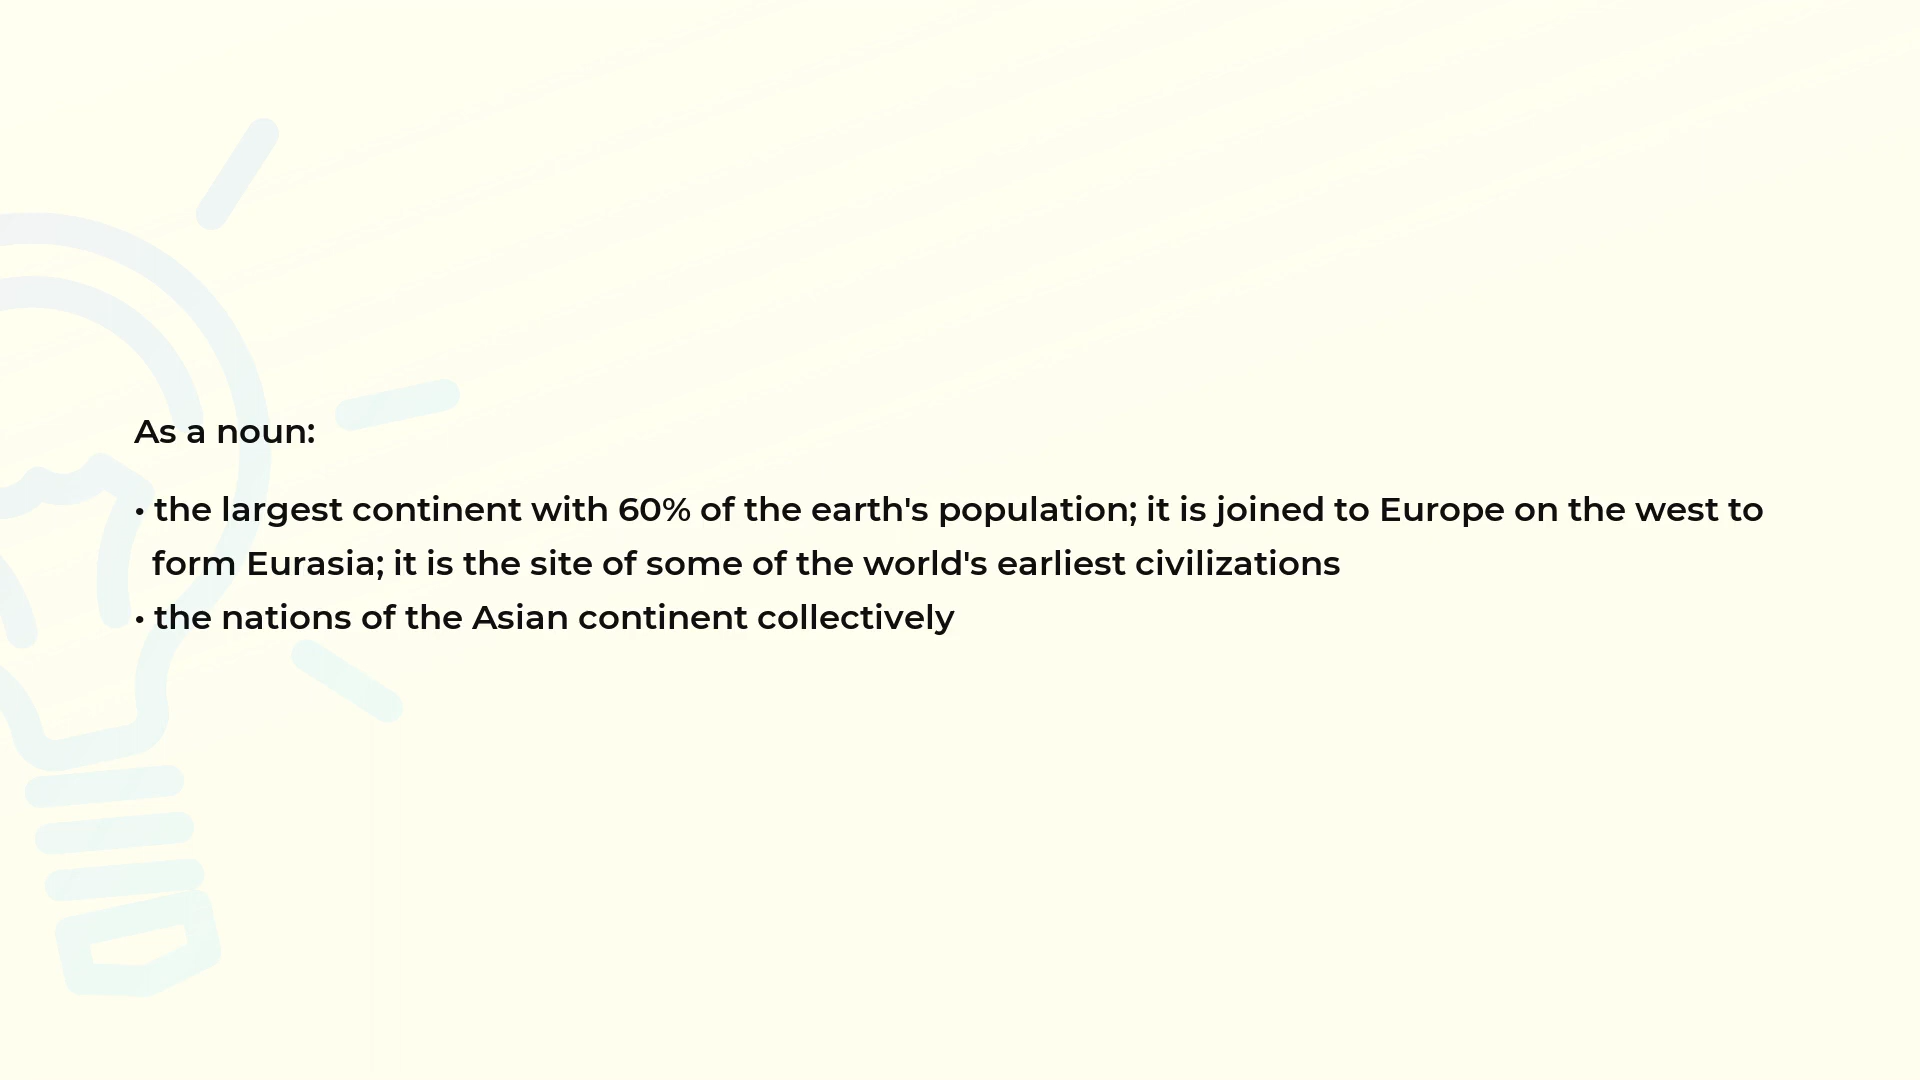 As a noun:
• the largest continent with 60% of the earth's population; it is joined to Europe on the west to
form Eurasia; it is the site of some of the world's earliest civilizations
• the nations of the Asian continent collectively